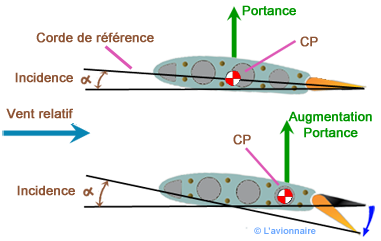 Portance
Corde de référence
CP
Incidence α
Vent relatif
Augmentation
Portance
CP
Incidence α
© L'avionnaire